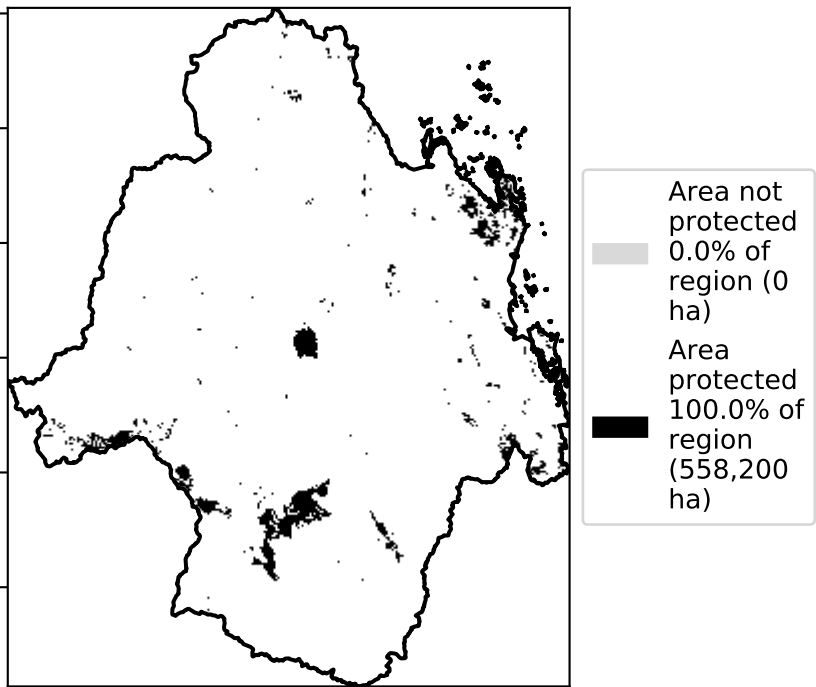 Area not
protected
0.0% of
region (0
ha)
Area
protected
100.0% of
region
(558,200
ha)